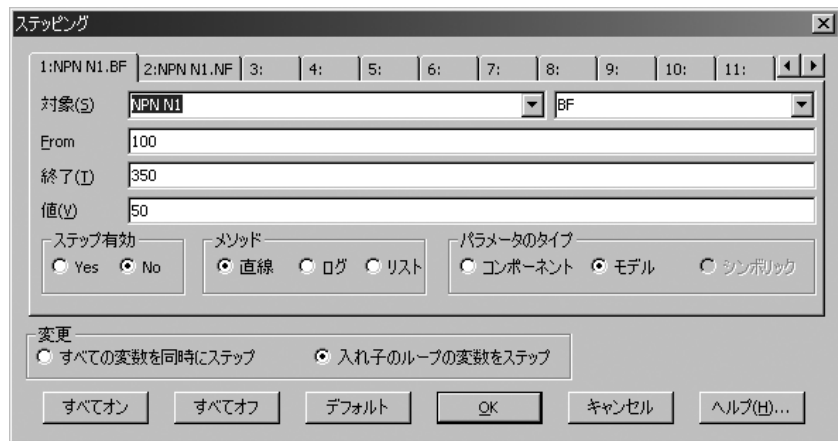 ステッピング
1:NPN N1.BF 2:NPN N1.NF 3: 4: 5: 6: 7: 8: 9: 10: 11:
対象(S) NPN N1 BF
From 100
終了(T) 350
値(V) 50
ステップ有効 メソッド パラメータのタイプ
Yes No 直線 ログ リスト コンポーネント モデル シンボリック
変更
すべての変数を同時にステップ 入れ子のループの変数をステップ
すべてオン すべてオフ デフォルト OK キャンセル ヘルプ(H)...